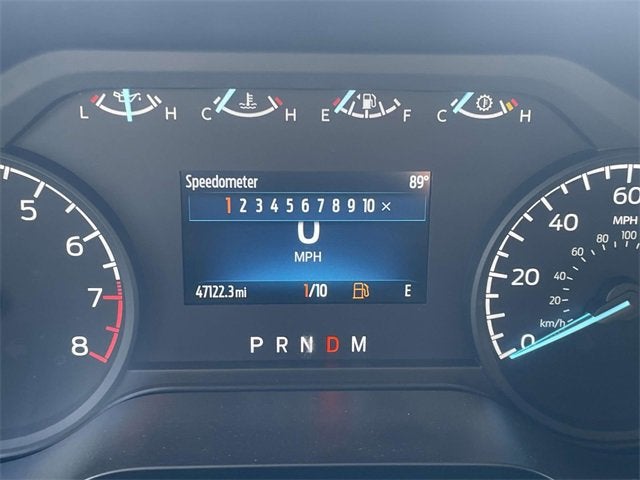 L H C H E F C H
Speedometer 89°
1 2 3 4 5 6 7 8 9 10 ×
0
MPH
47122.3 mi 1/10 E
P R N D M
5
6
7
8
60
MPH
40
100
80
60
20
40
20
km/h
0